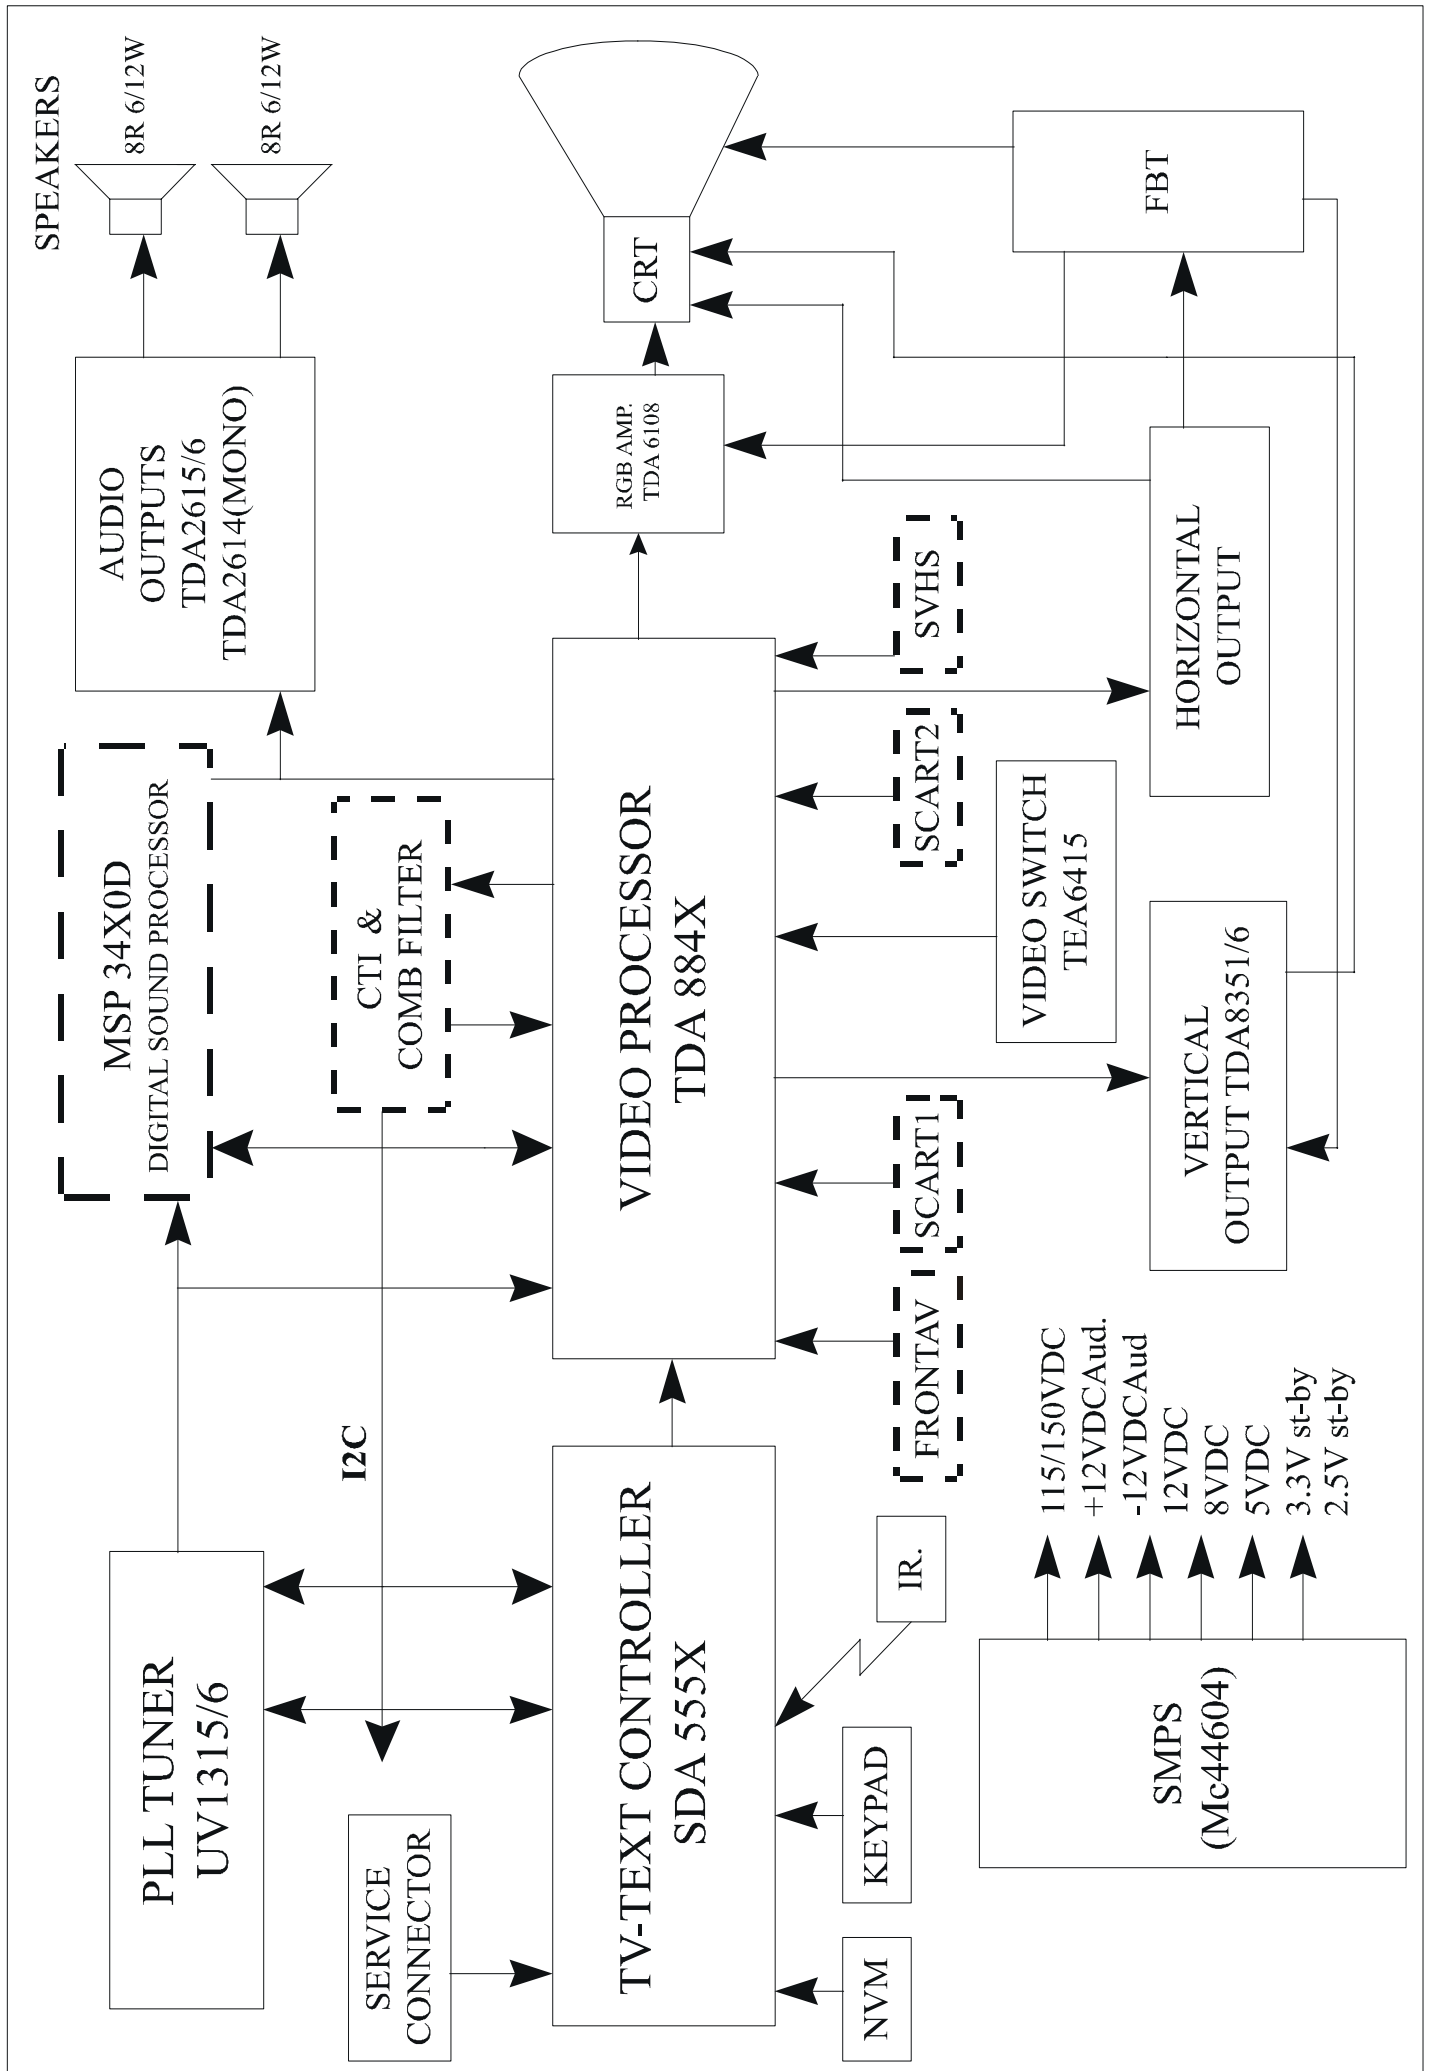 PLL TUNER
UV1315/6
MSP 34X0D
DIGITAL SOUND PROCESSOR
AUDIO
OUTPUTS
TDA2615/6
TDA2614(MONO)
SPEAKERS
8R 6/12W
8R 6/12W
I2C
CTI &
COMB FILTER
SERVICE
CONNECTOR
TV-TEXT CONTROLLER
SDA 555X
VIDEO PROCESSOR
TDA 884X
RGB AMP.
TDA 6108
CRT
NVM
KEYPAD
IR.
FRONTAV
SCART1
SCART2
SVHS
VIDEO SWITCH
TEA6415
SMPS
(Mc44604)
115/150VDC
+12VDCAud.
-12VDCAud
12VDC
8VDC
5VDC
3.3V st-by
2.5V st-by
VERTICAL
OUTPUT TDA8351/6
HORIZONTAL
OUTPUT
FBT